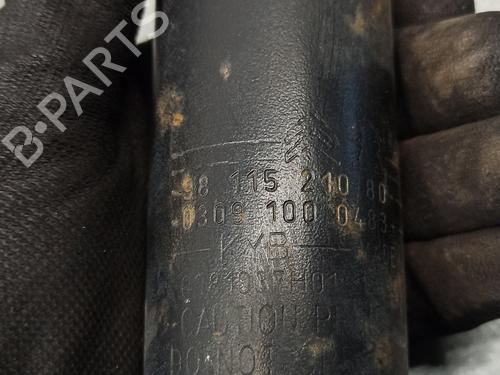 B-PARTS
98 115 210 80
0309 100 0483
KYB
CAUTION
DO NOT